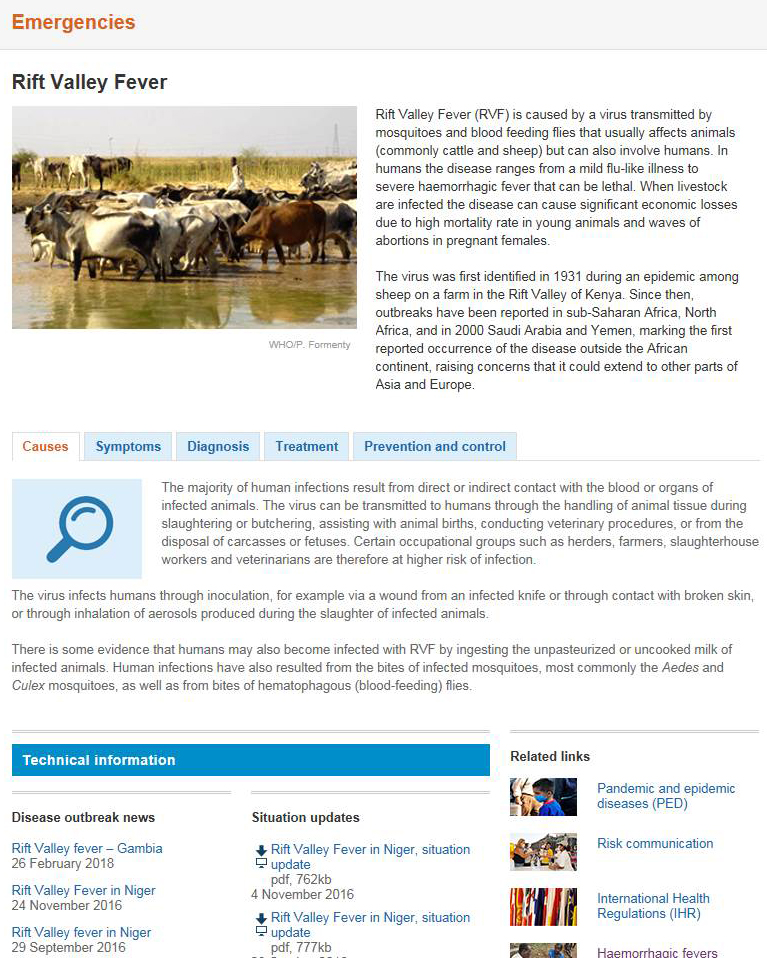 Emergencies
Rift Valley Fever
Rift Valley Fever (RVF) is caused by a virus transmitted by
mosquitoes and blood feeding flies that usually affects animals
(commonly cattle and sheep) but can also involve humans. In
humans the disease ranges from a mild flu-like illness to
severe haemorrhagic fever that can be lethal. When livestock
are infected the disease can cause significant economic losses
due to high mortality rate in young animals and waves of
abortions in pregnant females.
The virus was first identified in 1931 during an epidemic among
sheep on a farm in the Rift Valley of Kenya. Since then,
outbreaks have been reported in sub-Saharan Africa, North
Africa, and in 2000 Saudi Arabia and Yemen, marking the first
reported occurrence of the disease outside the African
continent, raising concerns that it could extend to other parts of
Asia and Europe.
WHO/P. Formenty
Causes Symptoms Diagnosis Treatment Prevention and control
The majority of human infections result from direct or indirect contact with the blood or organs of
infected animals. The virus can be transmitted to humans through the handling of animal tissue during
slaughtering or butchering, assisting with animal births, conducting veterinary procedures, or from the
disposal of carcasses or fetuses. Certain occupational groups such as herders, farmers, slaughterhouse
workers and veterinarians are therefore at higher risk of infection.
The virus infects humans through inoculation, for example via a wound from an infected knife or through contact with broken skin,
or through inhalation of aerosols produced during the slaughter of infected animals.
There is some evidence that humans may also become infected with RVF by ingesting the unpasteurized or uncooked milk of
infected animals. Human infections have also resulted from the bites of infected mosquitoes, most commonly the Aedes and
Culex mosquitoes, as well as from bites of hematophagous (blood-feeding) flies.
Technical information
Disease outbreak news
Rift Valley fever – Gambia
26 February 2018
Rift Valley Fever in Niger
24 November 2016
Rift Valley fever in Niger
29 September 2016
Situation updates
Rift Valley Fever in Niger, situation
update
pdf, 762kb
4 November 2016
Rift Valley Fever in Niger, situation
update
pdf, 777kb
Related links
Pandemic and epidemic
diseases (PED)
Risk communication
International Health
Regulations (IHR)
Haemorrhagic fevers